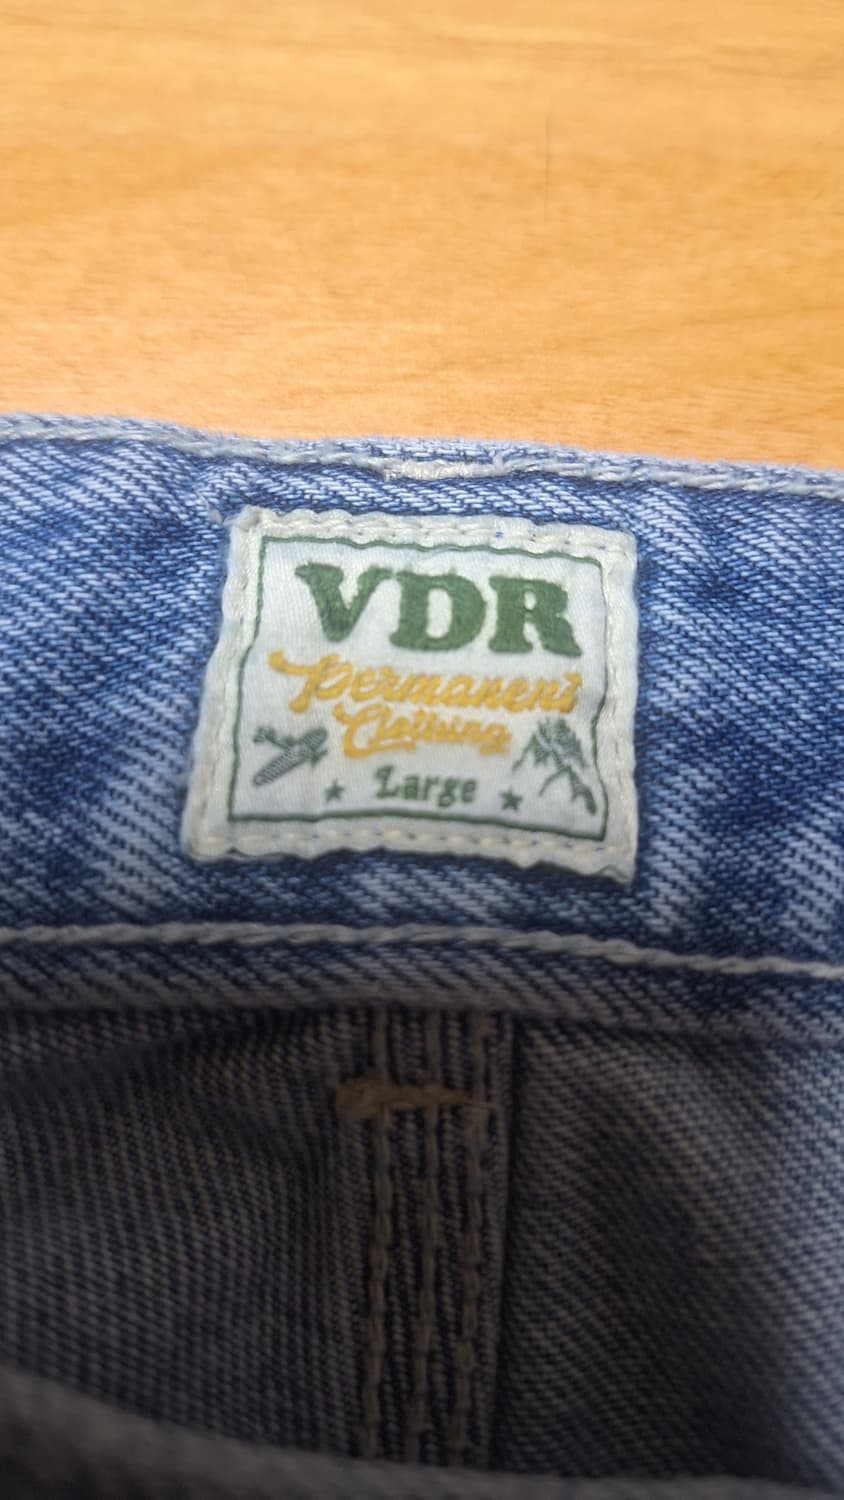 VDR
Permanent
Clothing
Large